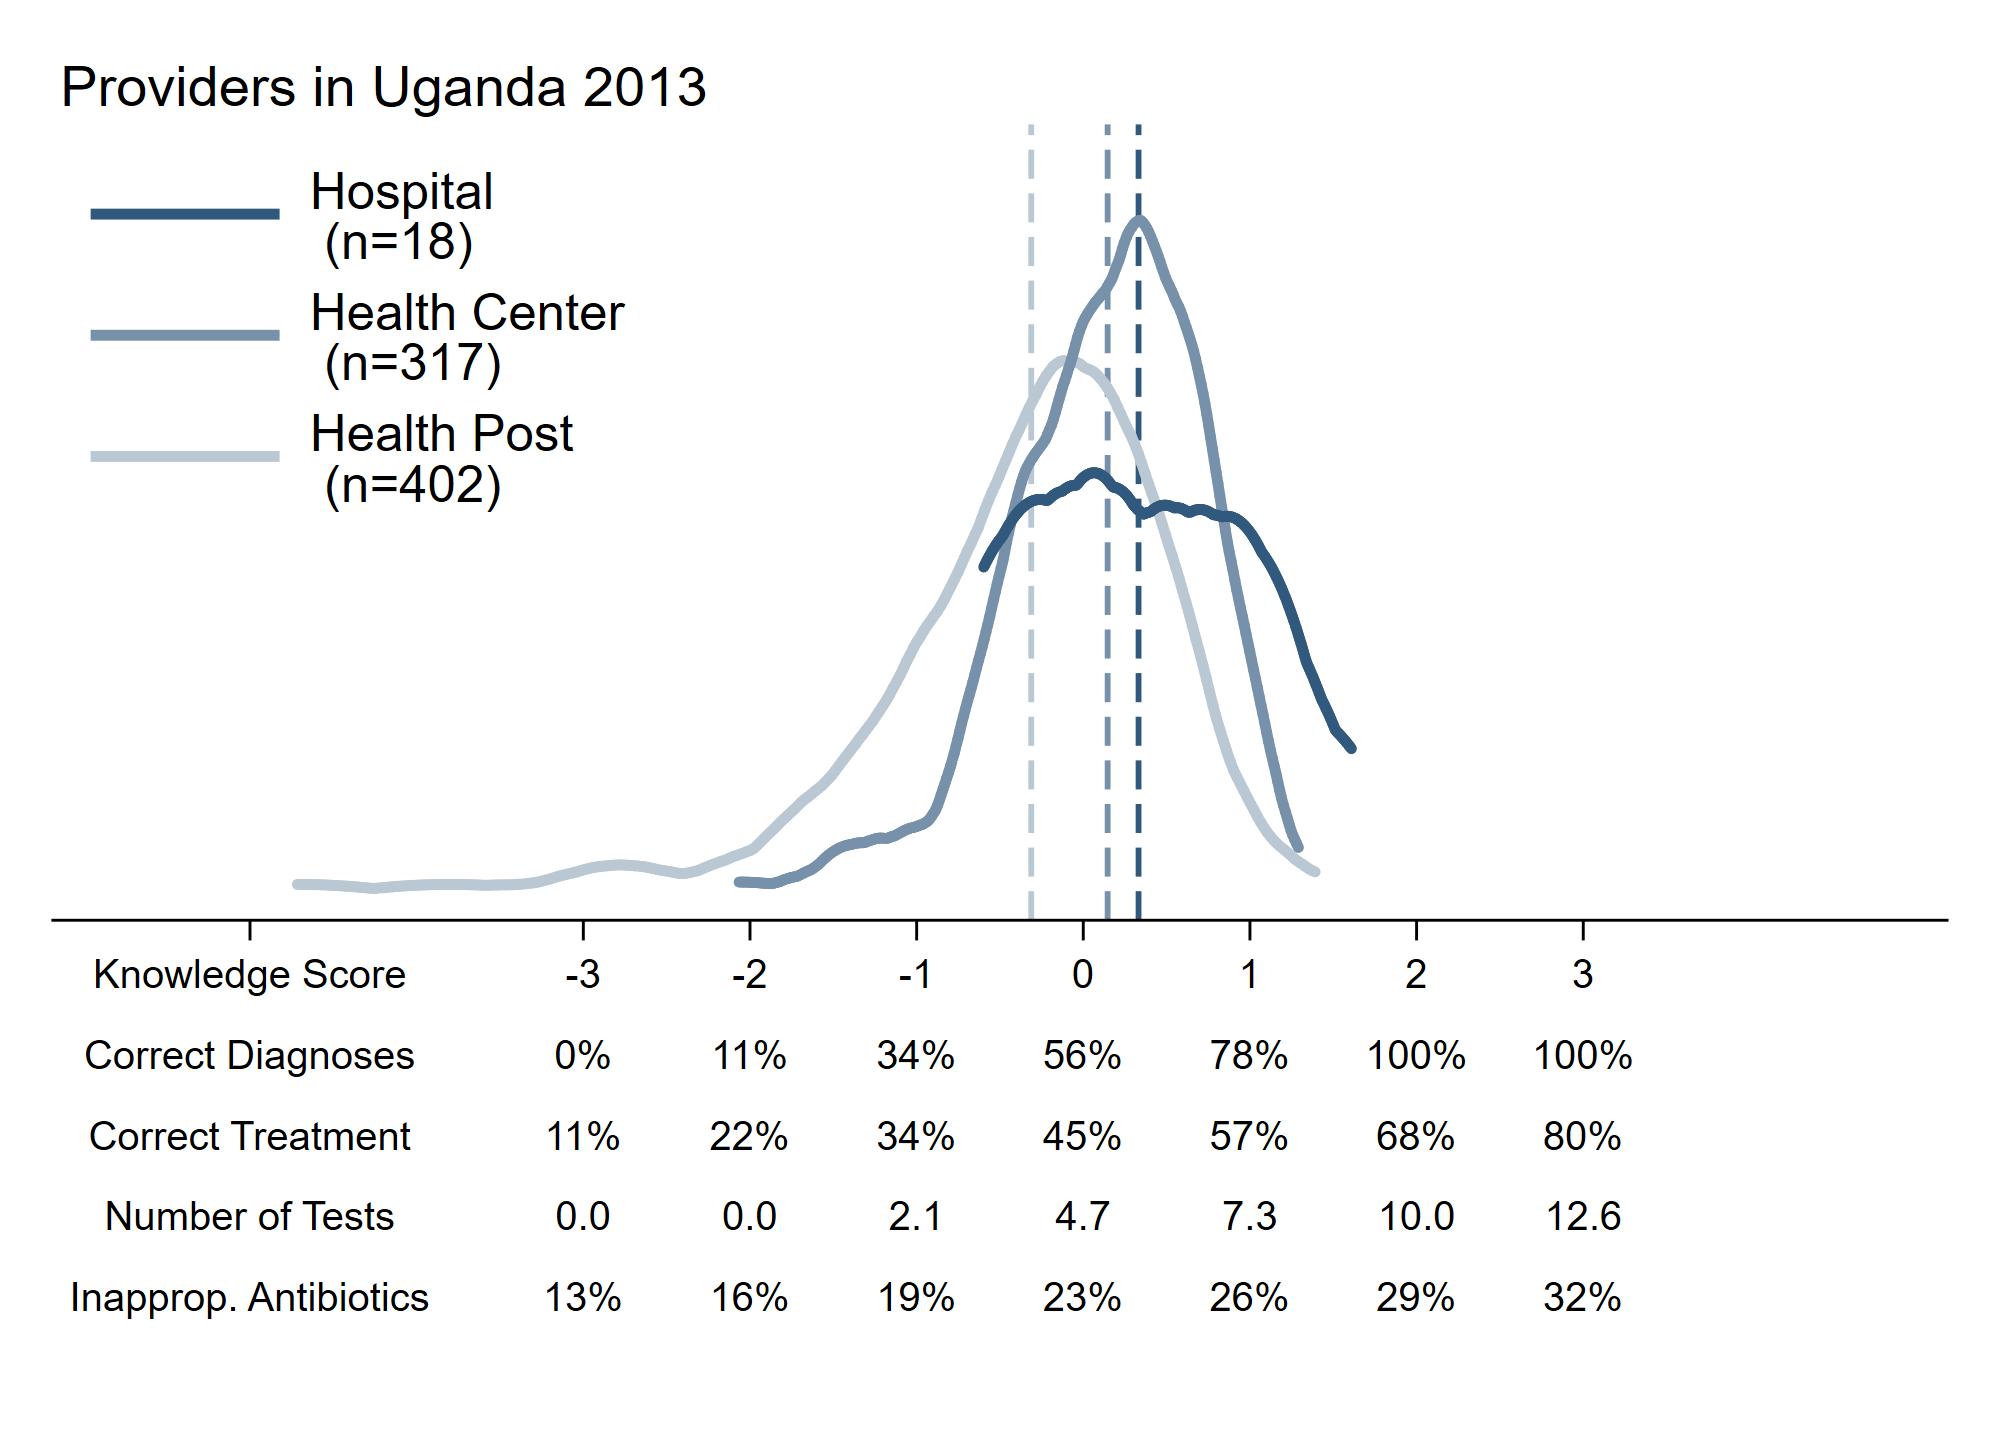 Providers in Uganda 2013
Hospital
(n=18)
Health Center
(n=317)
Health Post
(n=402)
Knowledge Score -3 -2 -1 0 1 2 3
Correct Diagnoses 0% 11% 34% 56% 78% 100% 100%
Correct Treatment 11% 22% 34% 45% 57% 68% 80%
Number of Tests 0.0 0.0 2.1 4.7 7.3 10.0 12.6
Inapprop. Antibiotics 13% 16% 19% 23% 26% 29% 32%